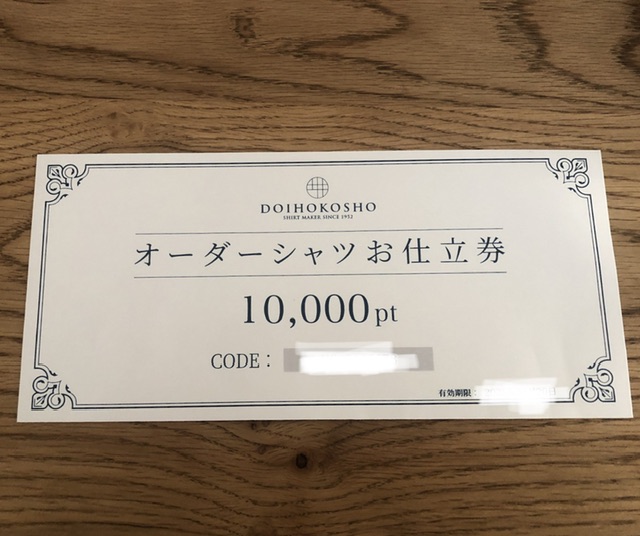 DOIHOKOSHO
SHIRT MAKER SINCE 1952
オーダーシャツお仕立券
10,000pt
CODE：
有効期限